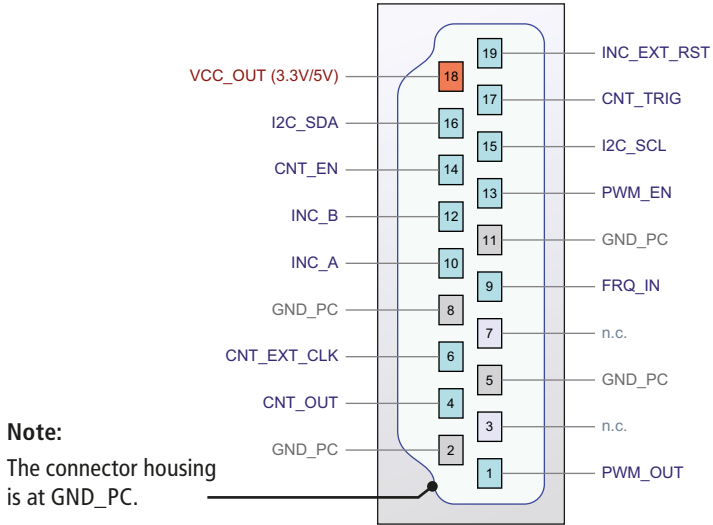 19 INC_EXT_RST
VCC_OUT (3.3V/5V) 18
17 CNT_TRIG
I2C_SDA 16
15 I2C_SCL
CNT_EN 14
13 PWM_EN
INC_B 12
11 GND_PC
INC_A 10
9 FRQ_IN
GND_PC 8
7 n.c.
CNT_EXT_CLK 6
5 GND_PC
CNT_OUT 4
3 n.c.
GND_PC 2
1 PWM_OUT
Note:
The connector housing
is at GND_PC.